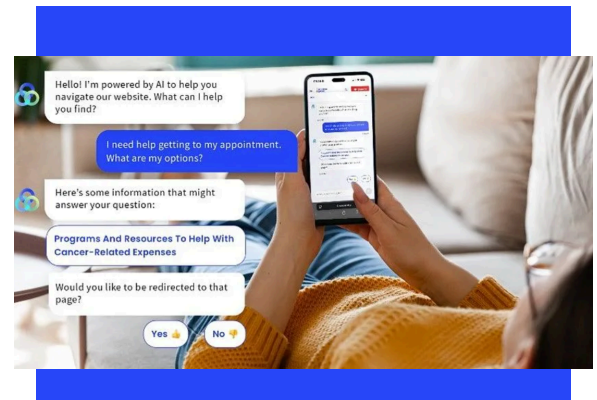 Hello! I'm powered by AI to help you
navigate our website. What can I help
you find?
I need help getting to my appointment.
What are my options?
Here's some information that might
answer your question:
Programs And Resources To Help With
Cancer-Related Expenses
Would you like to be redirected to that
page?
Yes 👍
No 👎